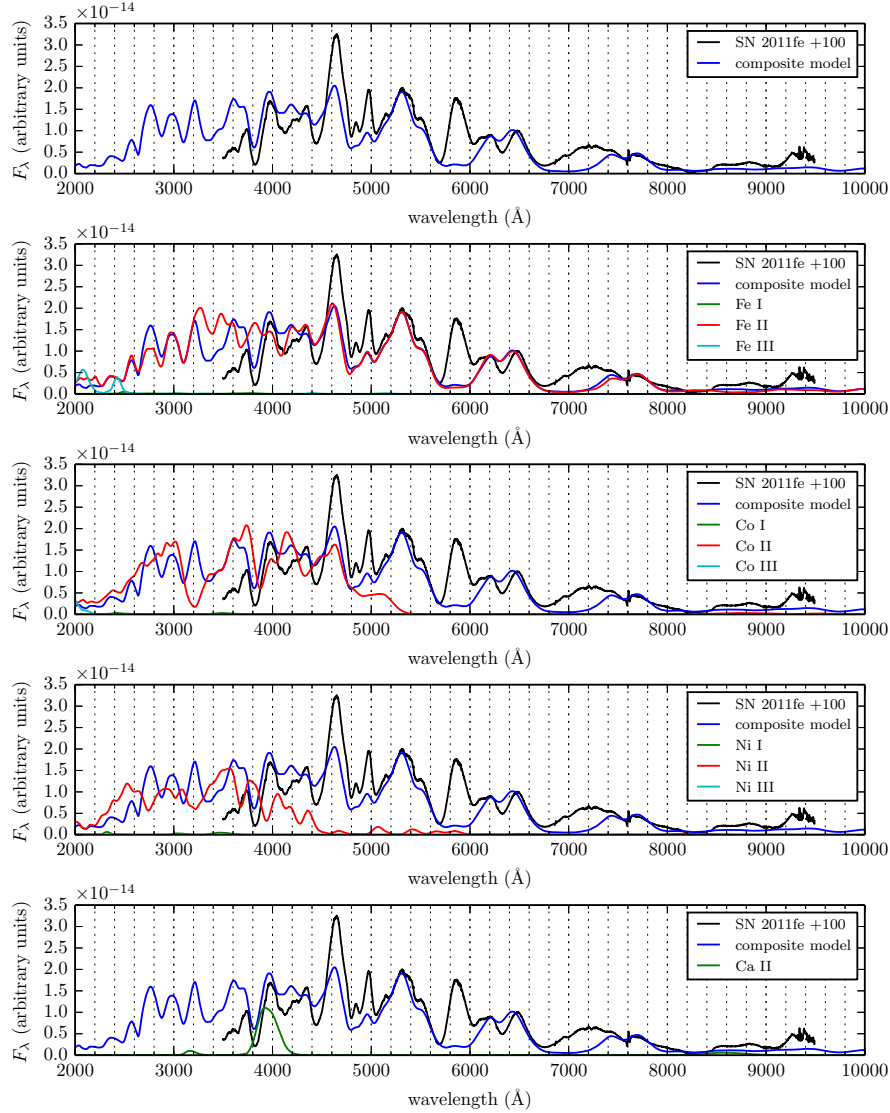 ×10⁻¹⁴
3.5
3.0
2.5
2.0
1.5
1.0
0.5
0.0
F_λ (arbitrary units)
SN 2011fe +100
composite model
2000 3000 4000 5000 6000 7000 8000 9000 10000
wavelength (Å)
×10⁻¹⁴
3.5
3.0
2.5
2.0
1.5
1.0
0.5
0.0
F_λ (arbitrary units)
SN 2011fe +100
composite model
Fe I
Fe II
Fe III
2000 3000 4000 5000 6000 7000 8000 9000 10000
wavelength (Å)
×10⁻¹⁴
3.5
3.0
2.5
2.0
1.5
1.0
0.5
0.0
F_λ (arbitrary units)
SN 2011fe +100
composite model
Co I
Co II
Co III
2000 3000 4000 5000 6000 7000 8000 9000 10000
wavelength (Å)
×10⁻¹⁴
3.5
3.0
2.5
2.0
1.5
1.0
0.5
0.0
F_λ (arbitrary units)
SN 2011fe +100
composite model
Ni I
Ni II
Ni III
2000 3000 4000 5000 6000 7000 8000 9000 10000
wavelength (Å)
×10⁻¹⁴
3.5
3.0
2.5
2.0
1.5
1.0
0.5
0.0
F_λ (arbitrary units)
SN 2011fe +100
composite model
Ca II
2000 3000 4000 5000 6000 7000 8000 9000 10000
wavelength (Å)